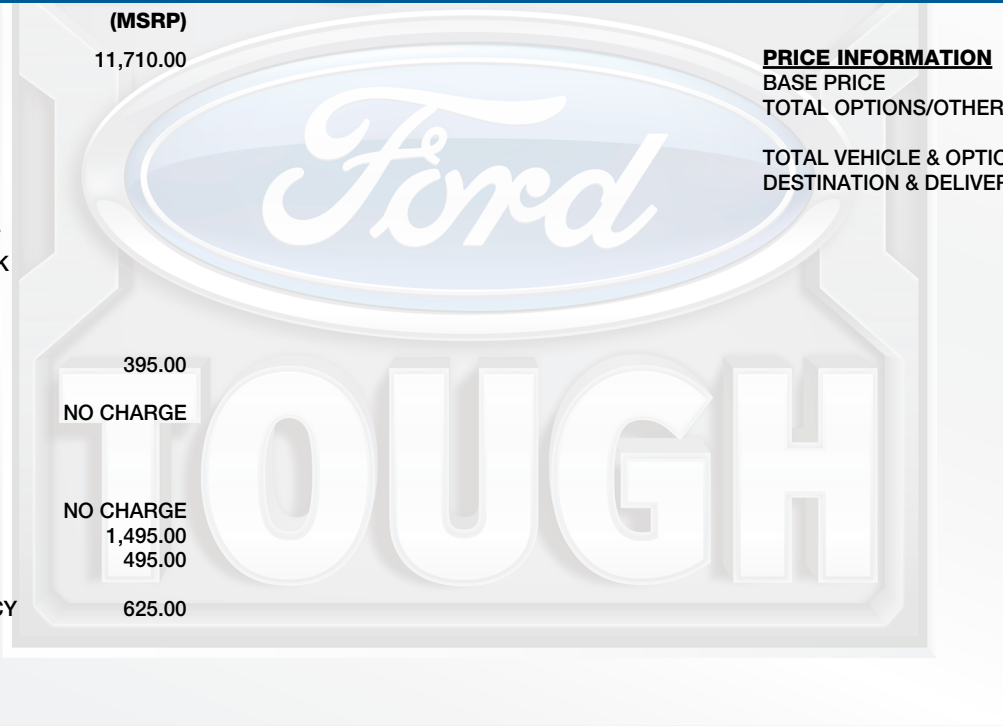 (MSRP)
11,710.00
K
395.00
NO CHARGE
NO CHARGE
1,495.00
495.00
CY
625.00
PRICE INFORMATION
BASE PRICE
TOTAL OPTIONS/OTHER
TOTAL VEHICLE & OPTIO
DESTINATION & DELIVER
Ford
TOUGH